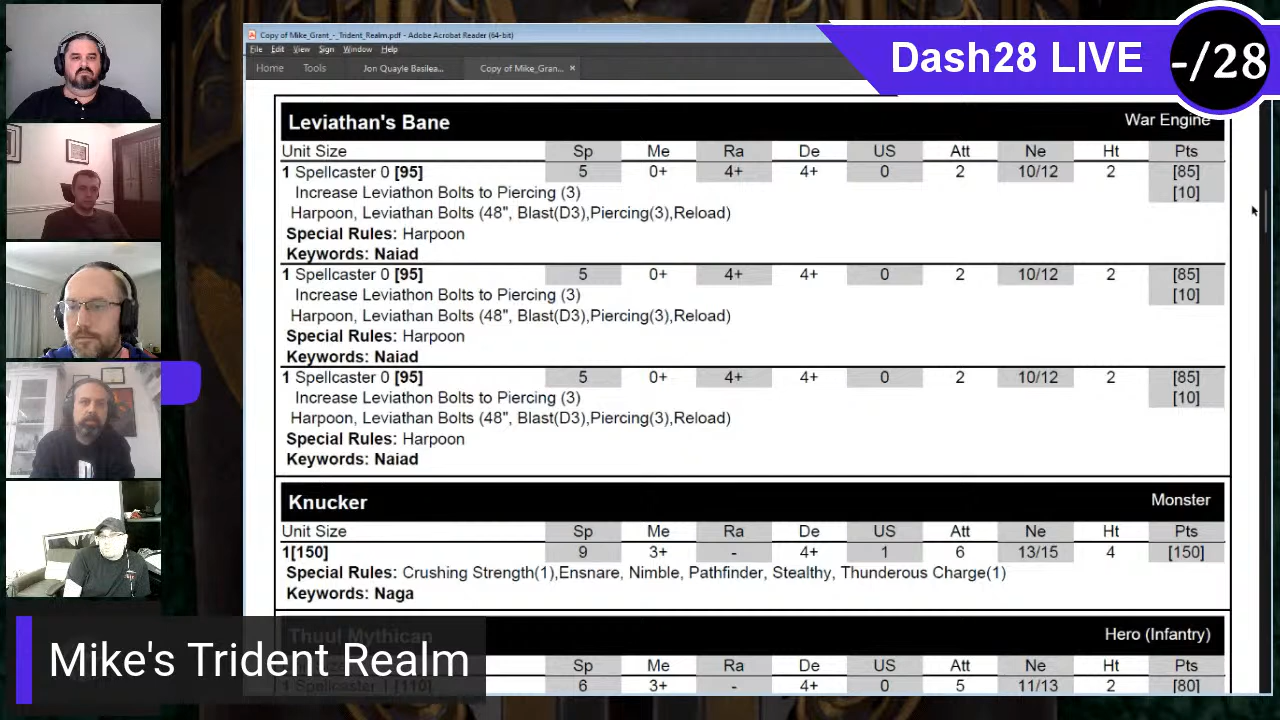 Copy of Mike_Grant_-_Trident_Realm.pdf - Adobe Acrobat Reader (64-bit)
File Edit View Sign Window Help
Home Tools Jon Quayle Basilea... Copy of Mike_Gran... ×
Dash28 LIVE
-/28
Leviathan's Bane War Engine
Unit Size Sp Me Ra De US Att Ne Ht Pts
1 Spellcaster 0 [95] 5 0+ 4+ 4+ 0 2 10/12 2 [85]
Increase Leviathon Bolts to Piercing (3) [10]
Harpoon, Leviathan Bolts (48", Blast(D3),Piercing(3),Reload)
Special Rules: Harpoon
Keywords: Naiad
1 Spellcaster 0 [95] 5 0+ 4+ 4+ 0 2 10/12 2 [85]
Increase Leviathon Bolts to Piercing (3) [10]
Harpoon, Leviathan Bolts (48", Blast(D3),Piercing(3),Reload)
Special Rules: Harpoon
Keywords: Naiad
1 Spellcaster 0 [95] 5 0+ 4+ 4+ 0 2 10/12 2 [85]
Increase Leviathon Bolts to Piercing (3) [10]
Harpoon, Leviathan Bolts (48", Blast(D3),Piercing(3),Reload)
Special Rules: Harpoon
Keywords: Naiad
Knucker Monster
Unit Size Sp Me Ra De US Att Ne Ht Pts
1[150] 9 3+ - 4+ 1 6 13/15 4 [150]
Special Rules: Crushing Strength(1),Ensnare, Nimble, Pathfinder, Stealthy, Thunderous Charge(1)
Keywords: Naga
Thuul Mythican Hero (Infantry)
Sp Me Ra De US Att Ne Ht Pts
1 Spellcaster 1 [110] 6 3+ - 4+ 0 5 11/13 2 [80]
Mike's Trident Realm